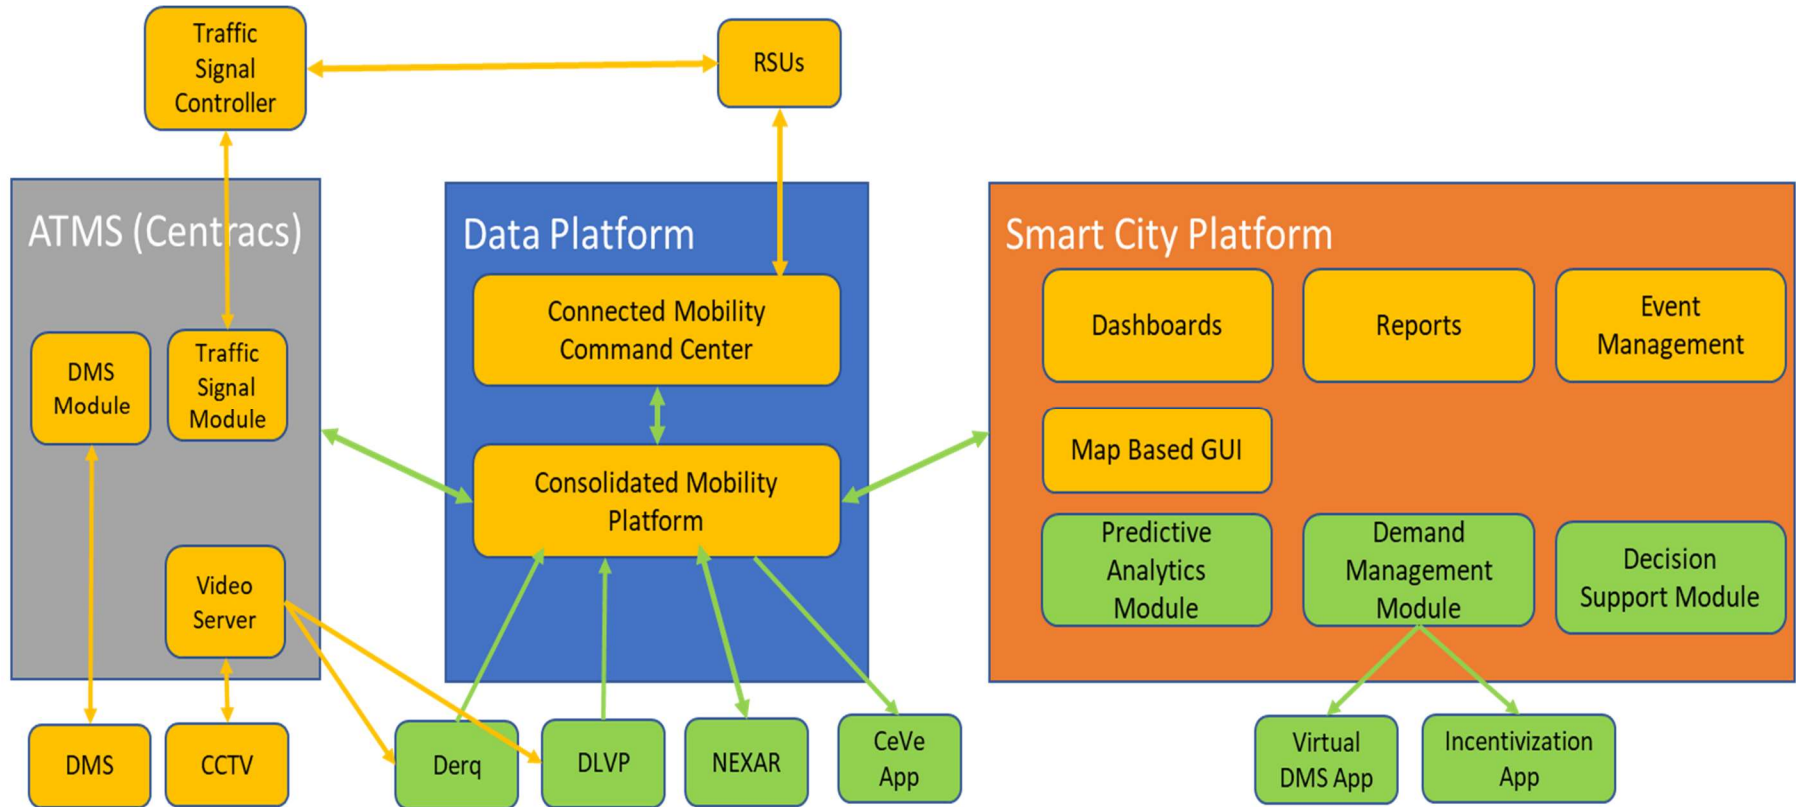 Traffic
Signal
Controller
RSUs
ATMS (Centracs)
DMS
Module
Traffic
Signal
Module
Video
Server
Data Platform
Connected Mobility
Command Center
Consolidated Mobility
Platform
Smart City Platform
Dashboards
Reports
Event
Management
Map Based GUI
Predictive
Analytics
Module
Demand
Management
Module
Decision
Support Module
DMS
CCTV
Derq
DLVP
NEXAR
CeVe
App
Virtual
DMS App
Incentivization
App